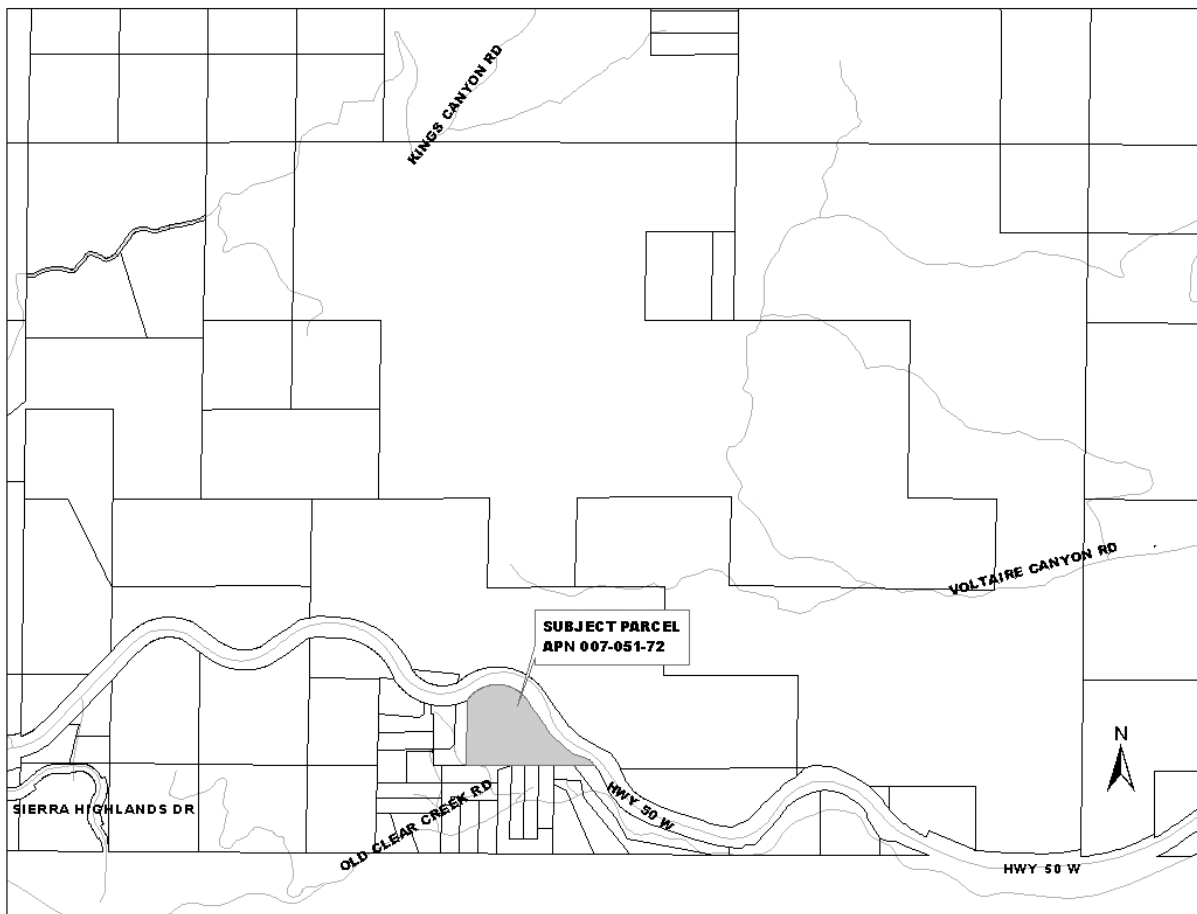 KINGS CANYON RD
VOLTAIRE CANYON RD
SUBJECT PARCEL
APN 007-051-72
N
SIERRA HIGHLANDS DR
HWY 50 W
OLD CLEAR CREEK RD
HWY 50 W